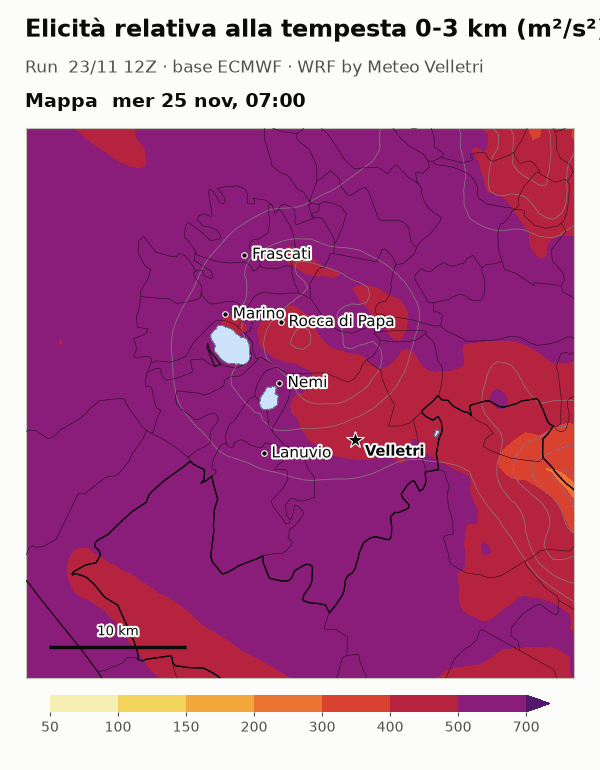 Elicità relativa alla tempesta 0-3 km (m²/s²)
Run  23/11 12Z · base ECMWF · WRF by Meteo Velletri
Mappa  mer 25 nov, 07:00
Frascati
Marino
Rocca di Papa
Nemi
Velletri
Lanuvio
10 km
50 100 150 200 300 400 500 700